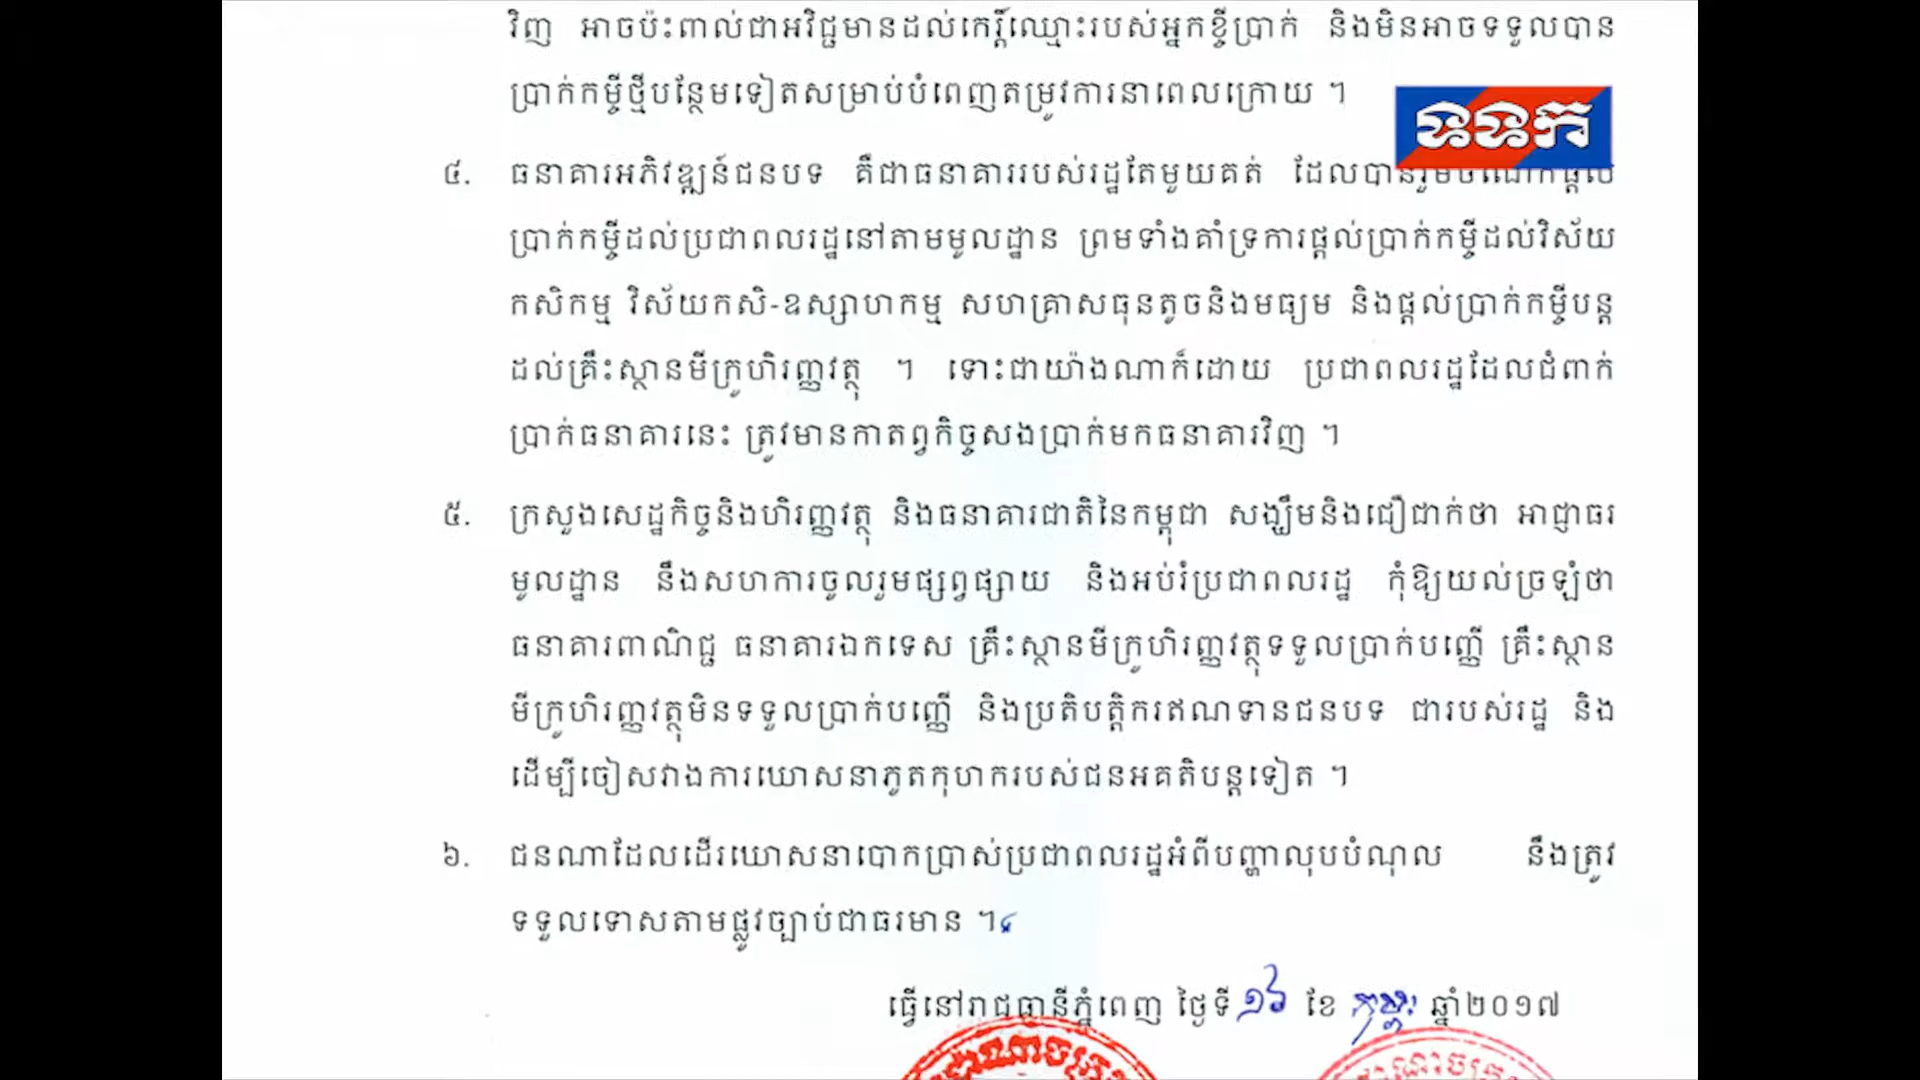 វិញ អាចប៉ះពាល់ជាអវិជ្ជមានដល់កេរ្តិ៍ឈ្មោះរបស់អ្នកខ្ចីប្រាក់ និងមិនអាចទទួលបាន
ប្រាក់កម្ចីថ្មីបន្ថែមទៀតសម្រាប់បំពេញតម្រូវការនាពេលក្រោយ ។
ទទក
៤. ធនាគារអភិវឌ្ឍន៍ជនបទ គឺជាធនាគាររបស់រដ្ឋតែមួយគត់ ដែលបានរួមចំណែកផ្តល់
ប្រាក់កម្ចីដល់ប្រជាពលរដ្ឋនៅតាមមូលដ្ឋាន ព្រមទាំងគាំទ្រការផ្តល់ប្រាក់កម្ចីដល់វិស័យ
កសិកម្ម វិស័យកសិ-ឧស្សាហកម្ម សហគ្រាសធុនតូចនិងមធ្យម និងផ្តល់ប្រាក់កម្ចីបន្ត
ដល់គ្រឹះស្ថានមីក្រូហិរញ្ញវត្ថុ ។ ទោះជាយ៉ាងណាក៏ដោយ ប្រជាពលរដ្ឋដែលជំពាក់
ប្រាក់ធនាគារនេះ ត្រូវមានកាតព្វកិច្ចសងប្រាក់មកធនាគារវិញ ។
៥. ក្រសួងសេដ្ឋកិច្ចនិងហិរញ្ញវត្ថុ និងធនាគារជាតិនៃកម្ពុជា សង្ឃឹមនិងជឿជាក់ថា អាជ្ញាធរ
មូលដ្ឋាន នឹងសហការចូលរួមផ្សព្វផ្សាយ និងអប់រំប្រជាពលរដ្ឋ កុំឱ្យយល់ច្រឡំថា
ធនាគារពាណិជ្ជ ធនាគារឯកទេស គ្រឹះស្ថានមីក្រូហិរញ្ញវត្ថុទទួលប្រាក់បញ្ញើ គ្រឹះស្ថាន
មីក្រូហិរញ្ញវត្ថុមិនទទួលប្រាក់បញ្ញើ និងប្រតិបត្តិករឥណទានជនបទ ជារបស់រដ្ឋ និង
ដើម្បីចៀសវាងការឃោសនាភូតកុហករបស់ជនអគតិបន្តទៀត ។
៦. ជនណាដែលដើរឃោសនាបោកប្រាស់ប្រជាពលរដ្ឋអំពីបញ្ហាលុបបំណុល នឹងត្រូវ
ទទួលទោសតាមផ្លូវច្បាប់ជាធរមាន ។
ធ្វើនៅរាជធានីភ្នំពេញ ថ្ងៃទី១៦ ខែ កុម្ភៈ ឆ្នាំ២០១៧